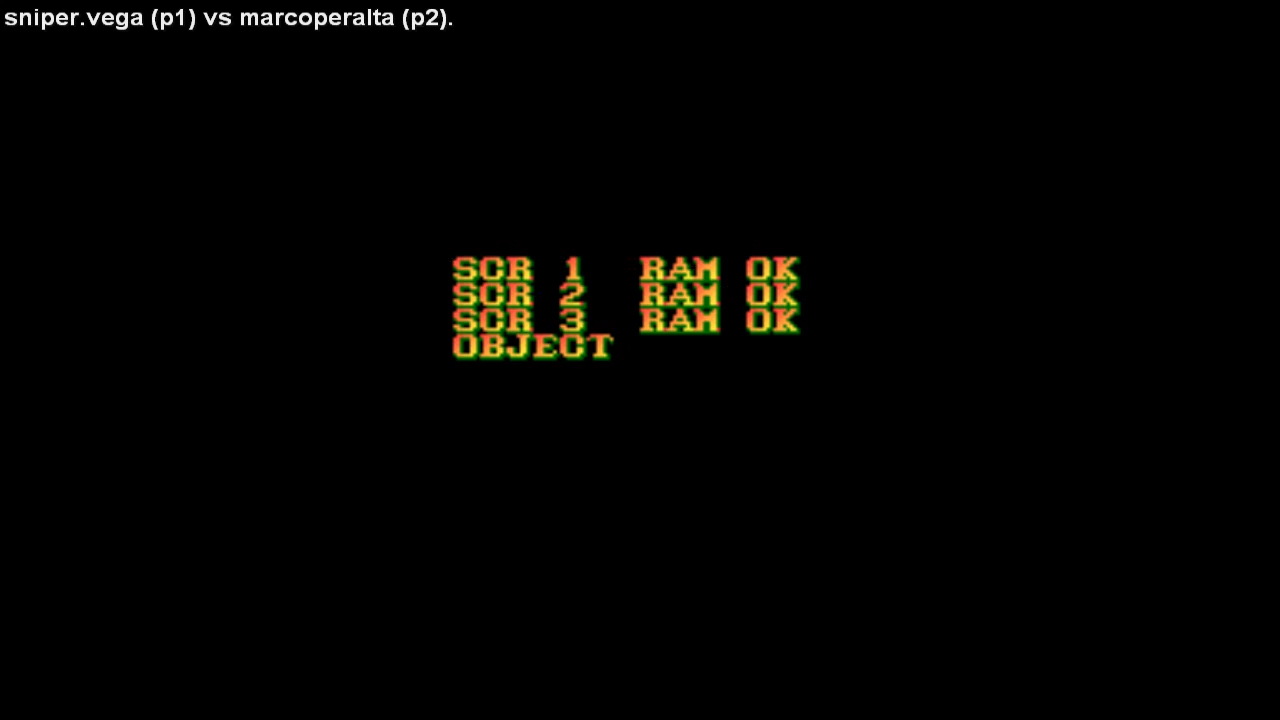 sniper.vega (p1) vs marcoperalta (p2).
SCR 1 RAM OK
SCR 2 RAM OK
SCR 3 RAM OK
OBJECT